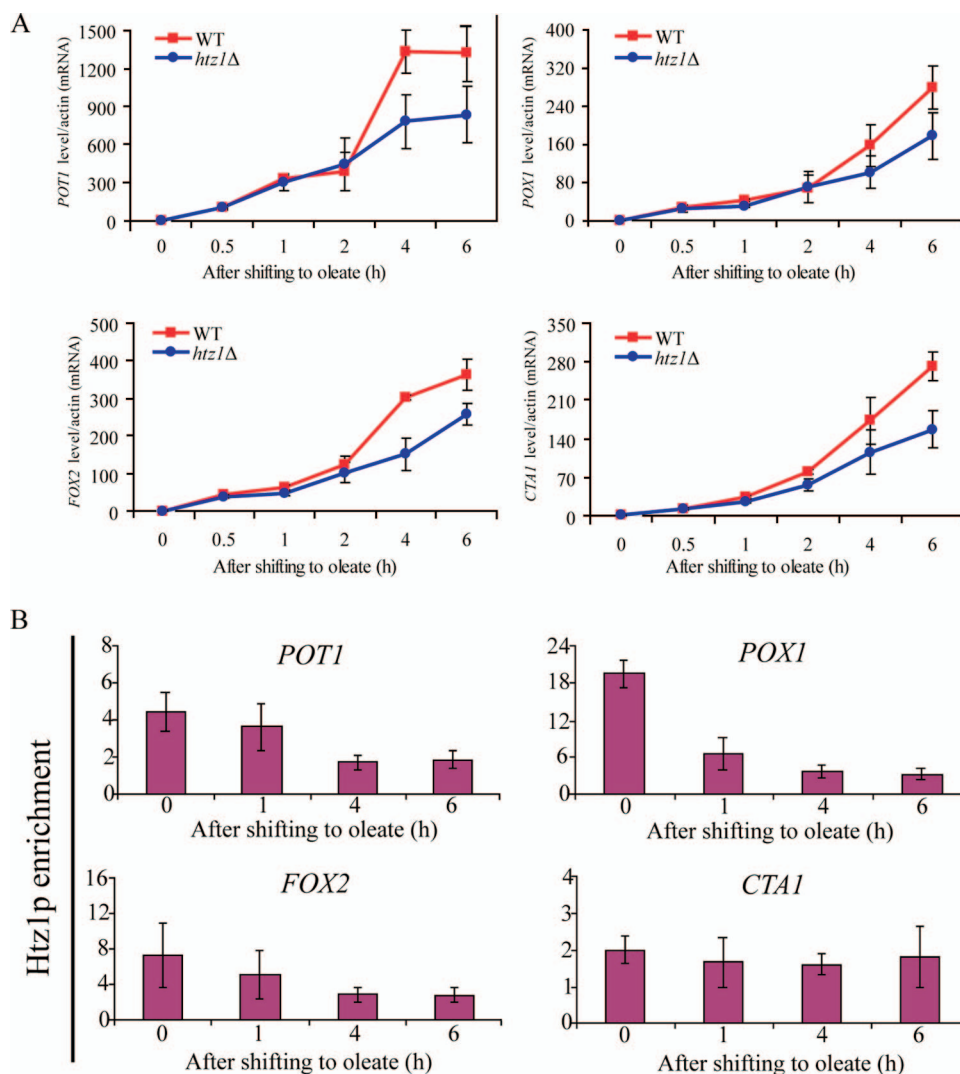 A
1500
1200
900
600
300
0
POT1 level/actin (mRNA)
WT
htz1Δ
0 0.5 1 2 4 6
After shifting to oleate (h)
400
320
240
160
80
0
POX1 level/actin (mRNA)
WT
htz1Δ
0 0.5 1 2 4 6
After shifting to oleate (h)
500
400
300
200
100
0
FOX2 level/actin (mRNA)
WT
htz1Δ
0 0.5 1 2 4 6
After shifting to oleate (h)
350
280
210
140
70
0
CTA1 level/actin (mRNA)
WT
htz1Δ
0 0.5 1 2 4 6
After shifting to oleate (h)
B
Htz1p enrichment
POT1
8
6
4
2
0
0 1 4 6
After shifting to oleate (h)
POX1
24
18
12
6
0
0 1 4 6
After shifting to oleate (h)
FOX2
16
12
8
4
0
0 1 4 6
After shifting to oleate (h)
CTA1
4
3
2
1
0
0 1 4 6
After shifting to oleate (h)